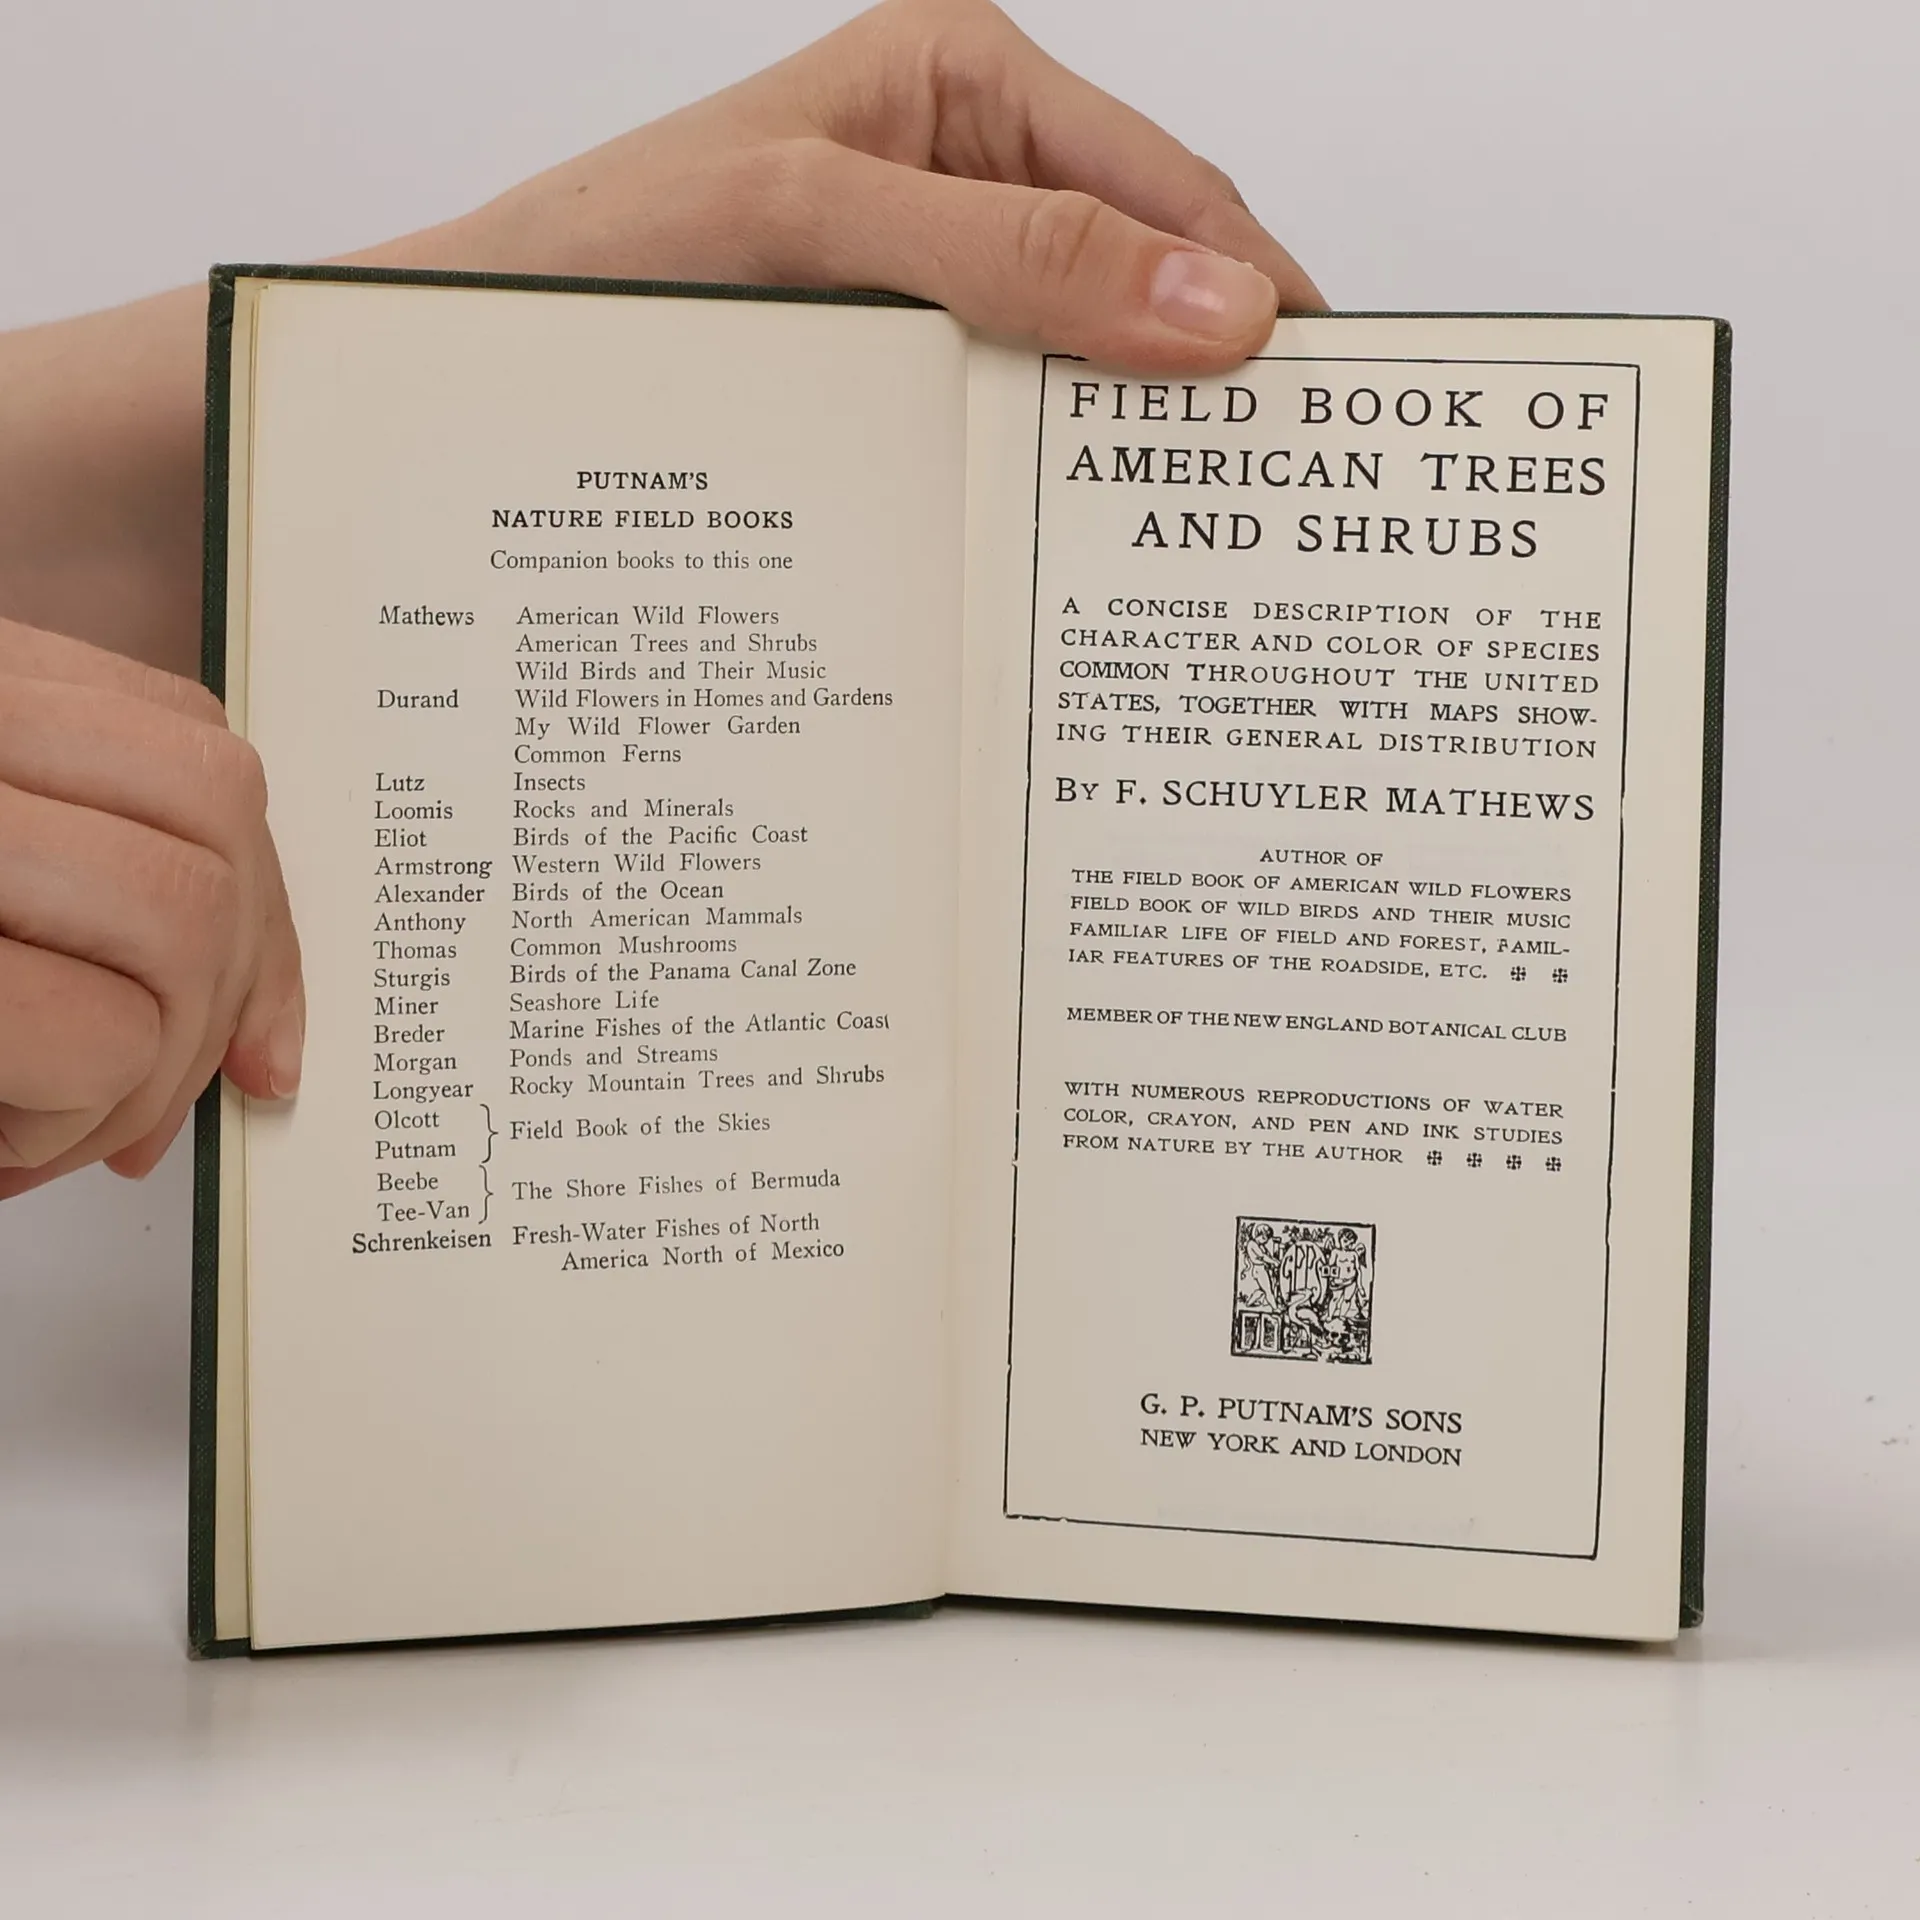 PUTNAM'S
NATURE FIELD BOOKS
Companion books to this one
Mathews American Wild Flowers
American Trees and Shrubs
Wild Birds and Their Music
Durand Wild Flowers in Homes and Gardens
My Wild Flower Garden
Common Ferns
Lutz Insects
Loomis Rocks and Minerals
Eliot Birds of the Pacific Coast
Armstrong Western Wild Flowers
Alexander Birds of the Ocean
Anthony North American Mammals
Thomas Common Mushrooms
Sturgis Birds of the Panama Canal Zone
Miner Seashore Life
Breder Marine Fishes of the Atlantic Coast
Morgan Ponds and Streams
Longyear Rocky Mountain Trees and Shrubs
Olcott
Putnam } Field Book of the Skies
Beebe
Tee-Van } The Shore Fishes of Bermuda
Schrenkeisen Fresh-Water Fishes of North
America North of Mexico
FIELD BOOK OF
AMERICAN TREES
AND SHRUBS
A CONCISE DESCRIPTION OF THE
CHARACTER AND COLOR OF SPECIES
COMMON THROUGHOUT THE UNITED
STATES, TOGETHER WITH MAPS SHOW-
ING THEIR GENERAL DISTRIBUTION
BY F. SCHUYLER MATHEWS
AUTHOR OF
THE FIELD BOOK OF AMERICAN WILD FLOWERS
FIELD BOOK OF WILD BIRDS AND THEIR MUSIC
FAMILIAR LIFE OF FIELD AND FOREST, FAMIL-
IAR FEATURES OF THE ROADSIDE, ETC.
MEMBER OF THE NEW ENGLAND BOTANICAL CLUB
WITH NUMEROUS REPRODUCTIONS OF WATER
COLOR, CRAYON, AND PEN AND INK STUDIES
FROM NATURE BY THE AUTHOR
GPP
G. P. PUTNAM'S SONS
NEW YORK AND LONDON